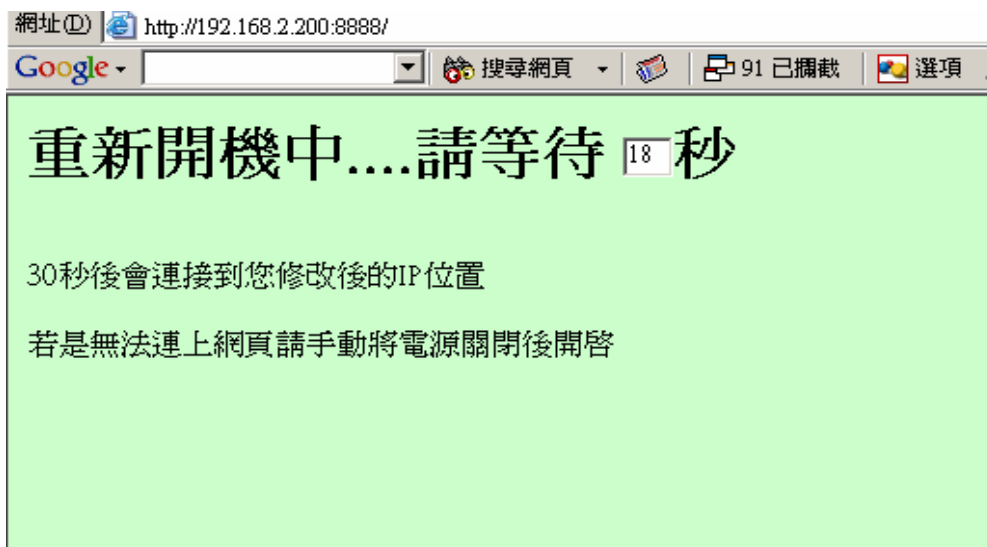 網址(D) http://192.168.2.200:8888/
Google 搜尋網頁 91 已攔截 選項
重新開機中....請等待 18 秒
30秒後會連接到您修改後的IP位置
若是無法連上網頁請手動將電源關閉後開啓